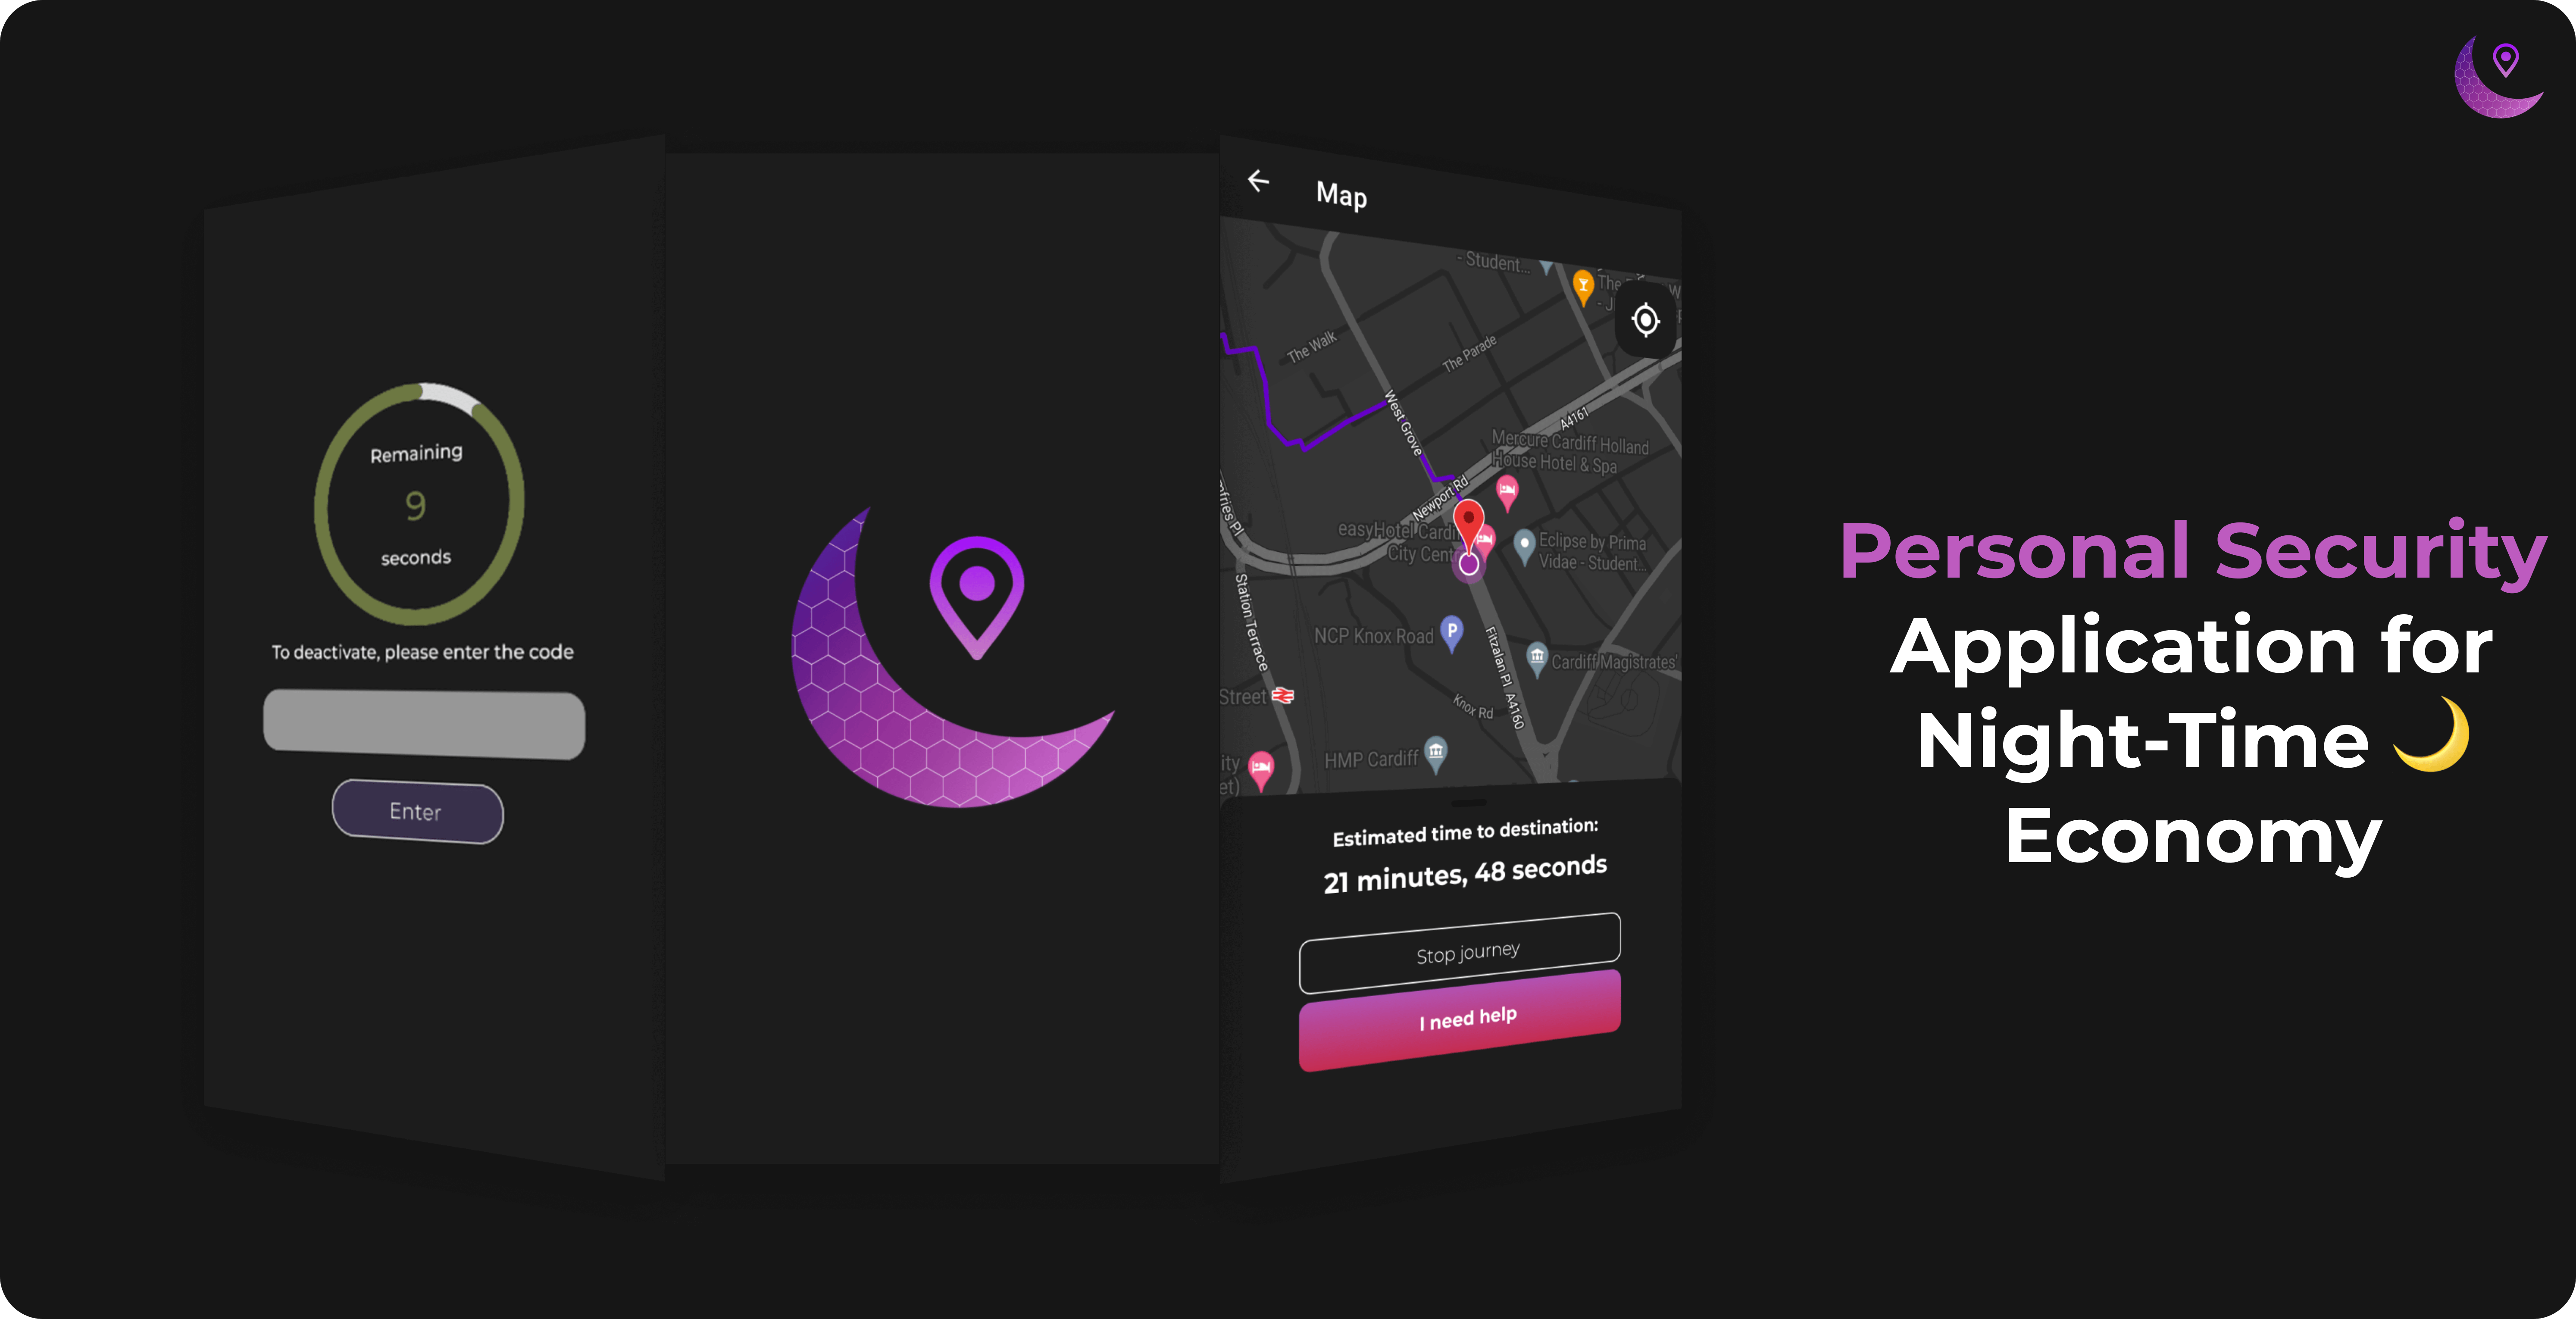 Remaining
9
seconds
To deactivate, please enter the code
Enter
Map
- Student...
The
- J
The Walk
The Parade
West Grove
A4161
Mercure Cardiff Holland
House Hotel & Spa
Newport Rd
easyHotel Cardi
City Cent
Eclipse by Prima
Vidae - Student...
Station Terrace
NCP Knox Road
P
Fitzalan Pl
A4160
Cardiff Magistrates'
Street
Knox Rd
HMP Cardiff
ity
et)
Estimated time to destination:
21 minutes, 48 seconds
Stop journey
I need help
Personal Security
Application for
Night-Time 🌙
Economy